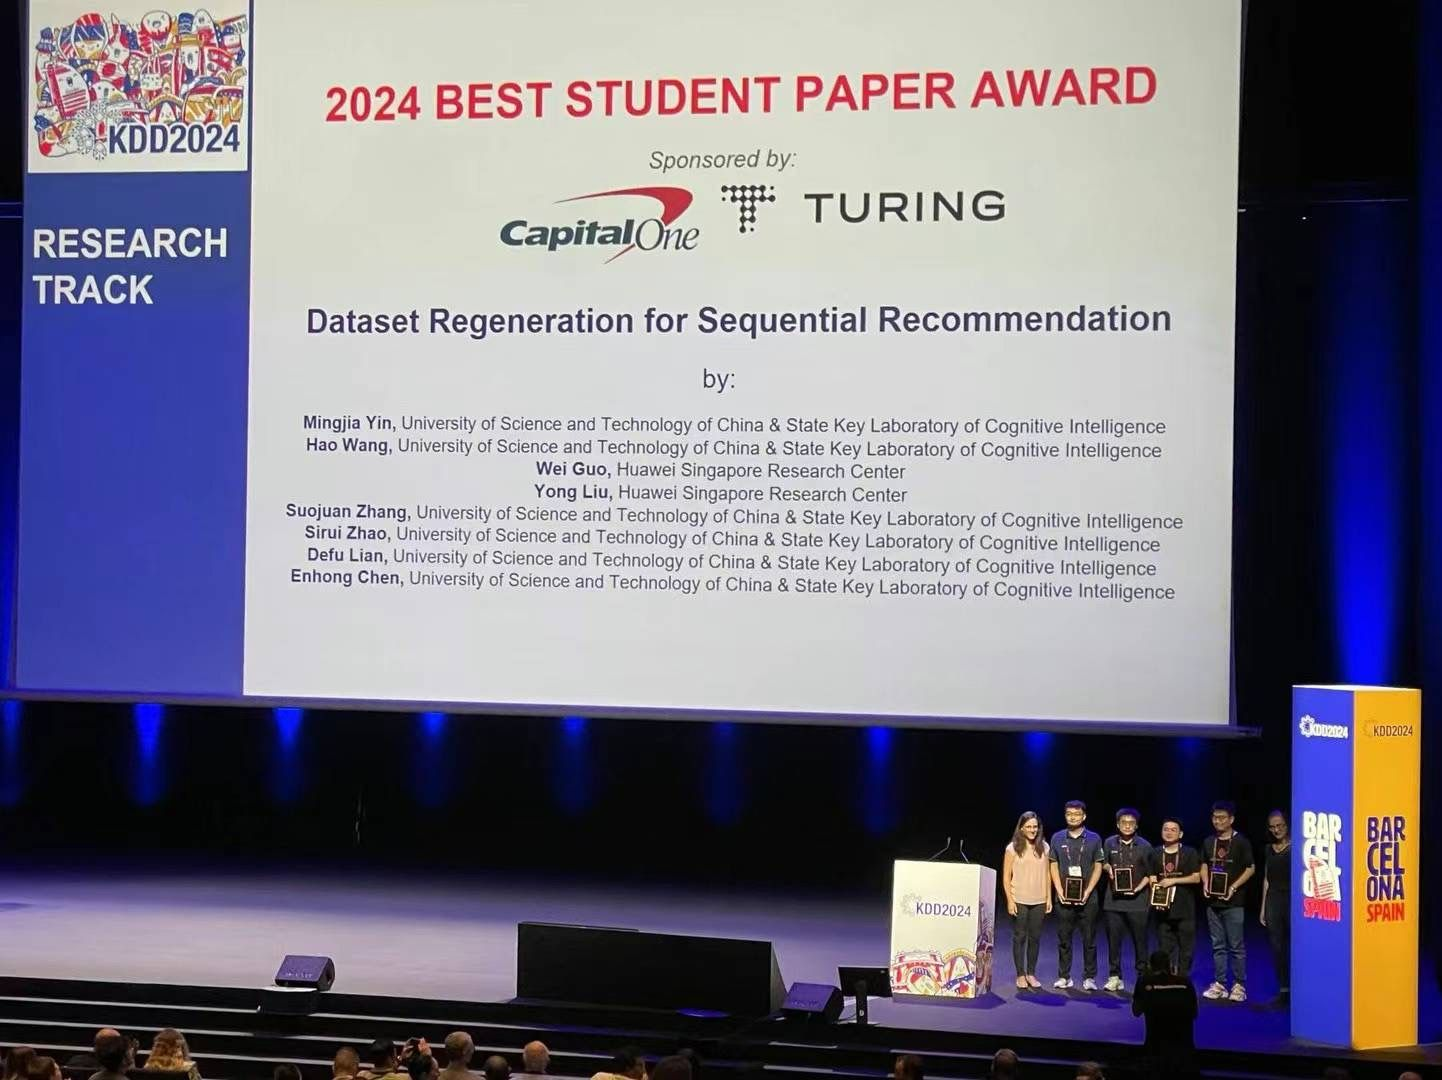 KDD2024
RESEARCH
TRACK
2024 BEST STUDENT PAPER AWARD
Sponsored by:
CapitalOne TURING
Dataset Regeneration for Sequential Recommendation
by:
Mingjia Yin, University of Science and Technology of China & State Key Laboratory of Cognitive Intelligence
Hao Wang, University of Science and Technology of China & State Key Laboratory of Cognitive Intelligence
Wei Guo, Huawei Singapore Research Center
Yong Liu, Huawei Singapore Research Center
Suojuan Zhang, University of Science and Technology of China & State Key Laboratory of Cognitive Intelligence
Sirui Zhao, University of Science and Technology of China & State Key Laboratory of Cognitive Intelligence
Defu Lian, University of Science and Technology of China & State Key Laboratory of Cognitive Intelligence
Enhong Chen, University of Science and Technology of China & State Key Laboratory of Cognitive Intelligence
KDD2024
KDD2024
BAR
CEL
ONA
SPAIN
KDD2024
BAR
CEL
ONA
SPAIN